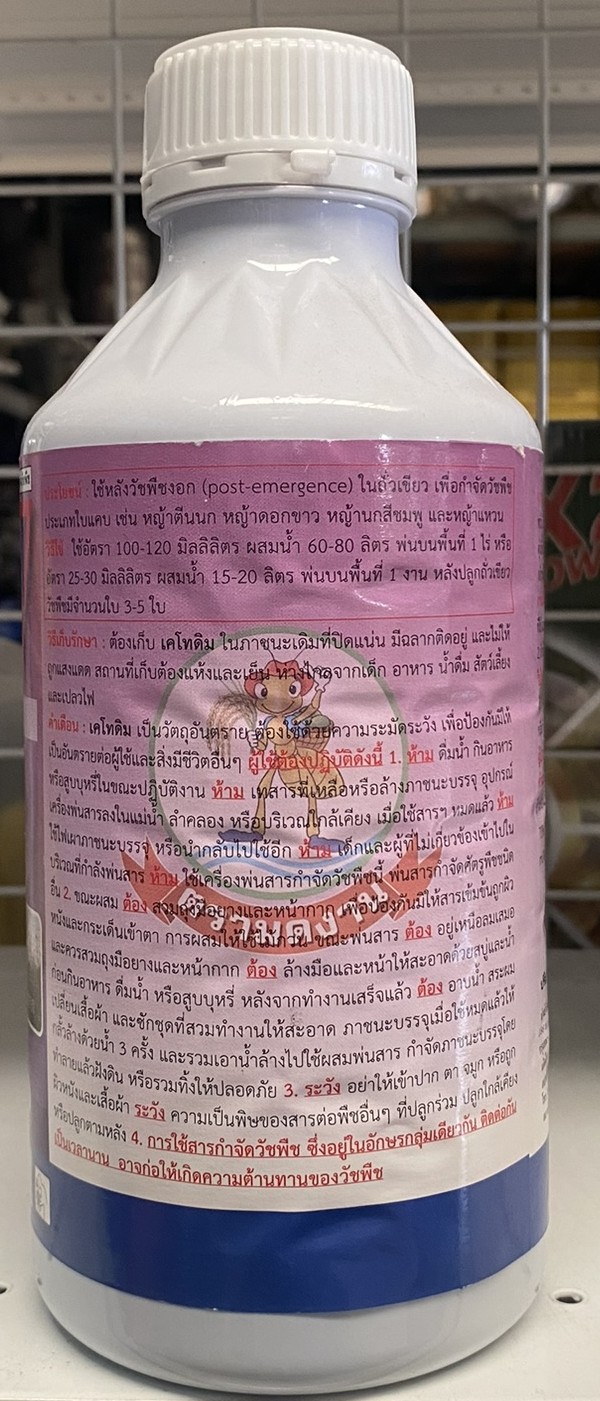 ประโยชน์ : ใช้หลังวัชพืชงอก (post-emergence) ในถั่วเขียว เพื่อกำจัดวัชพืช
ประเภทใบแคบ เช่น หญ้าตีนนก หญ้าดอกขาว หญ้านกสีชมพู และหญ้าแหวน
วิธีใช้ ใช้อัตรา 100-120 มิลลิลิตร ผสมน้ำ 60-80 ลิตร พ่นบนพื้นที่ 1 ไร่ หรือ
อัตรา 25-30 มิลลิลิตร ผสมน้ำ 15-20 ลิตร พ่นบนพื้นที่ 1 งาน หลังปลูกถั่วเขียว
วัชพืชมีจำนวนใบ 3-5 ใบ
วิธีเก็บรักษา : ต้องเก็บ เคโทดิม ในภาชนะเดิมที่ปิดแน่น มีฉลากติดอยู่ และไม่ให้
ถูกแสงแดด สถานที่เก็บต้องแห้งและเย็น ห่างไกลจากเด็ก อาหาร น้ำดื่ม สัตว์เลี้ยง
และเปลวไฟ
คำเตือน : เคโทดิม เป็นวัตถุอันตราย ต้องใช้ด้วยความระมัดระวัง เพื่อป้องกันมิให้
เป็นอันตรายต่อผู้ใช้และสิ่งมีชีวิตอื่นๆ ผู้ใช้ต้องปฏิบัติดังนี้ 1. ห้าม ดื่มน้ำ กินอาหาร
หรือสูบบุหรี่ในขณะปฏิบัติงาน ห้าม เทสารที่เหลือหรือล้างภาชนะบรรจุ อุปกรณ์
เครื่องพ่นสารลงในแม่น้ำ ลำคลอง หรือบริเวณใกล้เคียง เมื่อใช้สารฯ หมดแล้ว ห้าม
ใช้ไฟเผาภาชนะบรรจุ หรือนำกลับไปใช้อีก ห้าม เด็กและผู้ที่ไม่เกี่ยวข้องเข้าไปใน
บริเวณที่กำลังพ่นสาร ห้าม ใช้เครื่องพ่นสารกำจัดวัชพืชนี้ พ่นสารกำจัดศัตรูพืชชนิด
อื่น 2. ขณะผสม ต้อง สวมถุงมือยางและหน้ากาก เพื่อป้องกันมิให้สารเข้มข้นถูกผิว
หนังและกระเด็นเข้าตา การผสมให้ใช้ไม้กวน ขณะพ่นสาร ต้อง อยู่เหนือลมเสมอ
และควรสวมถุงมือยางและหน้ากาก ต้อง ล้างมือและหน้าให้สะอาดด้วยสบู่และน้ำ
ก่อนกินอาหาร ดื่มน้ำ หรือสูบบุหรี่ หลังจากทำงานเสร็จแล้ว ต้อง อาบน้ำ สระผม
เปลี่ยนเสื้อผ้า และซักชุดที่สวมทำงานให้สะอาด ภาชนะบรรจุเมื่อใช้หมดแล้วให้
กลั้วล้างด้วยน้ำ 3 ครั้ง และรวมเอาน้ำล้างไปใช้ผสมพ่นสาร กำจัดภาชนะบรรจุโดย
ทำลายแล้วฝังดิน หรือรวมทิ้งให้ปลอดภัย 3. ระวัง อย่าให้เข้าปาก ตา จมูก หรือถูก
ผิวหนังและเสื้อผ้า ระวัง ความเป็นพิษของสารต่อพืชอื่นๆ ที่ปลูกร่วม ปลูกใกล้เคียง
หรือปลูกตามหลัง 4. การใช้สารกำจัดวัชพืช ซึ่งอยู่ในอักษรกลุ่มเดียวกัน ติดต่อกัน
เป็นเวลานาน อาจก่อให้เกิดความต้านทานของวัชพืช
ตรามดงาน